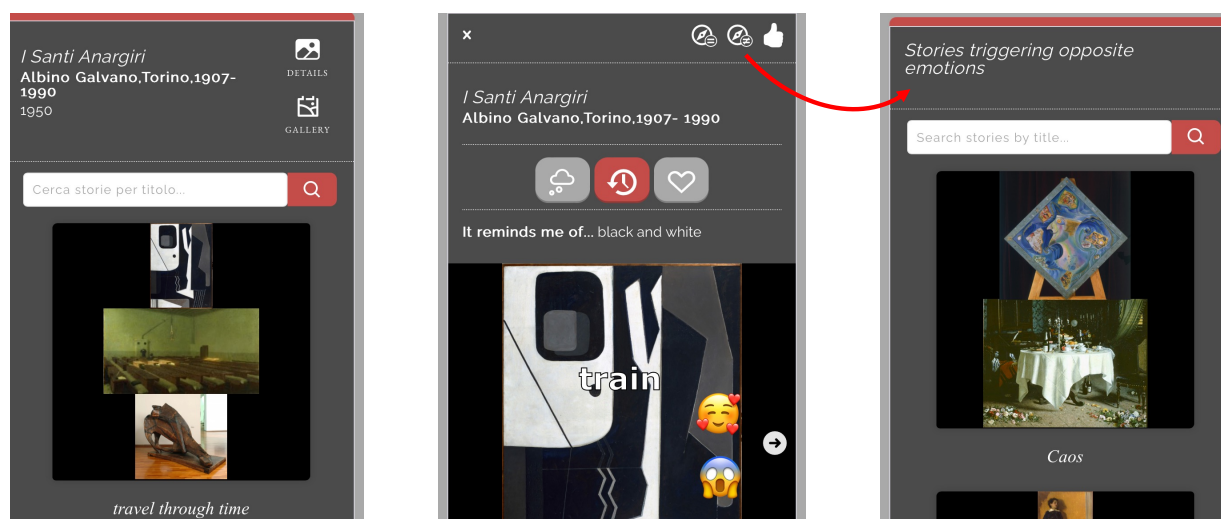 I Santi Anargiri
Albino Galvano,Torino,1907-
1990
1950
DETAILS
GALLERY
Cerca storie per titolo...
travel through time
x
I Santi Anargiri
Albino Galvano,Torino,1907- 1990
It reminds me of... black and white
train
Stories triggering opposite
emotions
Search stories by title...
Caos